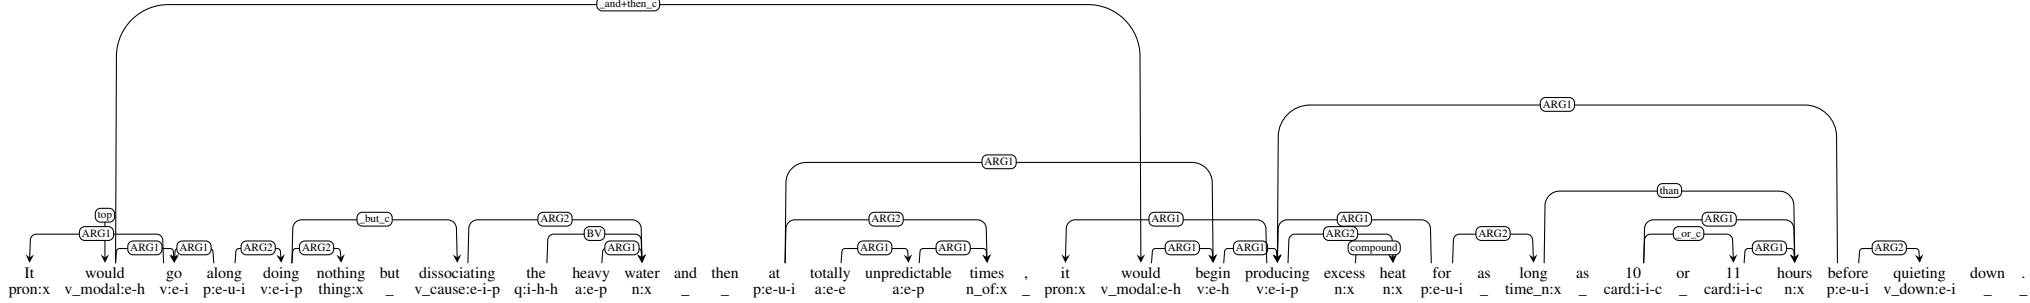 _and+then_c
ARG1
ARG1
than
top
_but_c
ARG2
ARG2
ARG1
ARG1
ARG1
ARG1
BV
ARG2
_or_c
ARG1
ARG1
ARG2
ARG2
ARG1
ARG1
ARG1
ARG1
ARG1
compound
ARG2
ARG1
ARG2
It would go along doing nothing but dissociating the heavy water and then at totally unpredictable times , it would begin producing excess heat for as long as 10 or 11 hours before quieting down .
pron:x v_modal:e-h v:e-i p:e-u-i v:e-i-p thing:x _ v_cause:e-i-p q:i-h-h a:e-p n:x _ _ p:e-u-i a:e-e a:e-p n_of:x _ pron:x v_modal:e-h v:e-h v:e-i-p n:x n:x p:e-u-i _ time_n:x _ card:i-i-c _ card:i-i-c n:x p:e-u-i v_down:e-i _ _